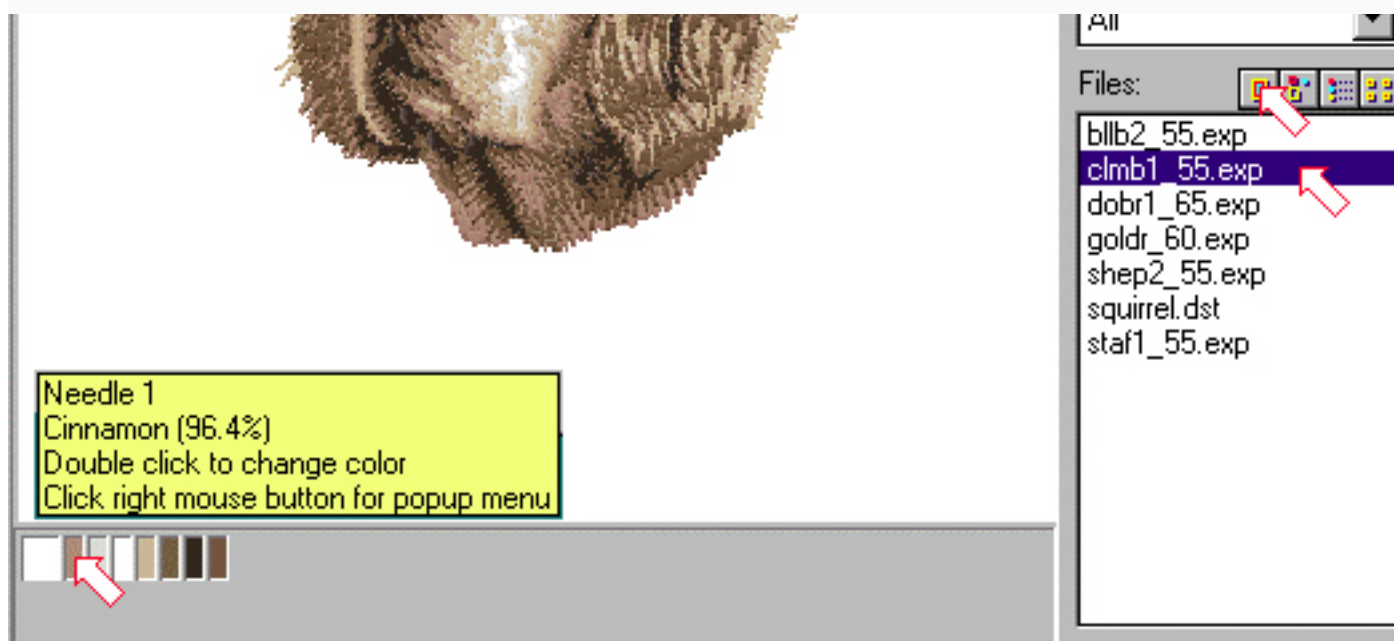 All
Files:
bllb2_55.exp
clmb1_55.exp
dobr1_65.exp
goldr_60.exp
shep2_55.exp
squirrel.dst
staf1_55.exp
Needle 1
Cinnamon (96.4%)
Double click to change color
Click right mouse button for popup menu